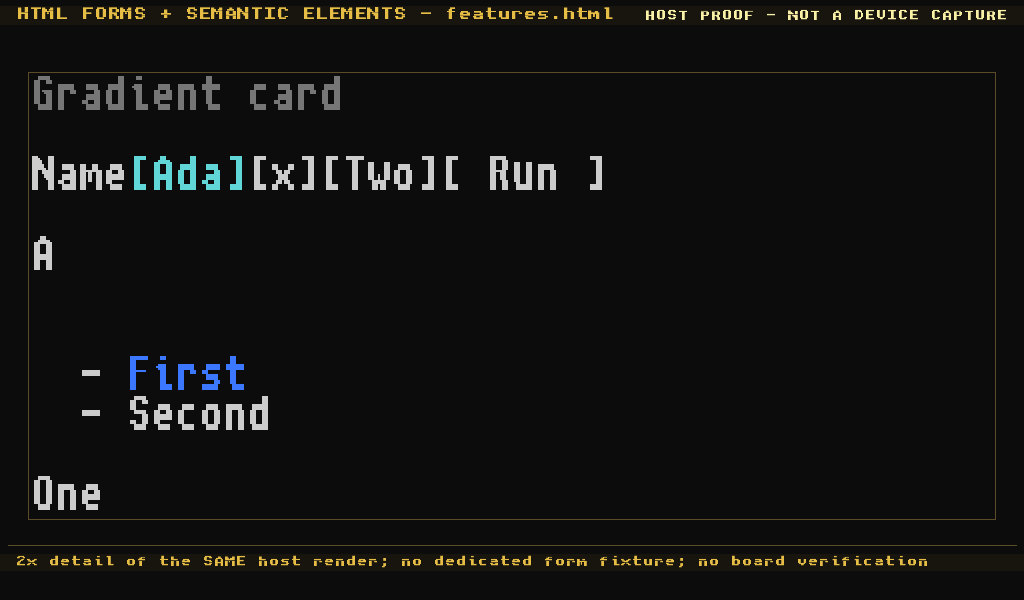 HTML FORMS + SEMANTIC ELEMENTS - features.html
HOST PROOF - NOT A DEVICE CAPTURE
Gradient card
Name[Ada][x][Two][ Run ]
A
- First
- Second
One
2x detail of the SAME host render; no dedicated form fixture; no board verification